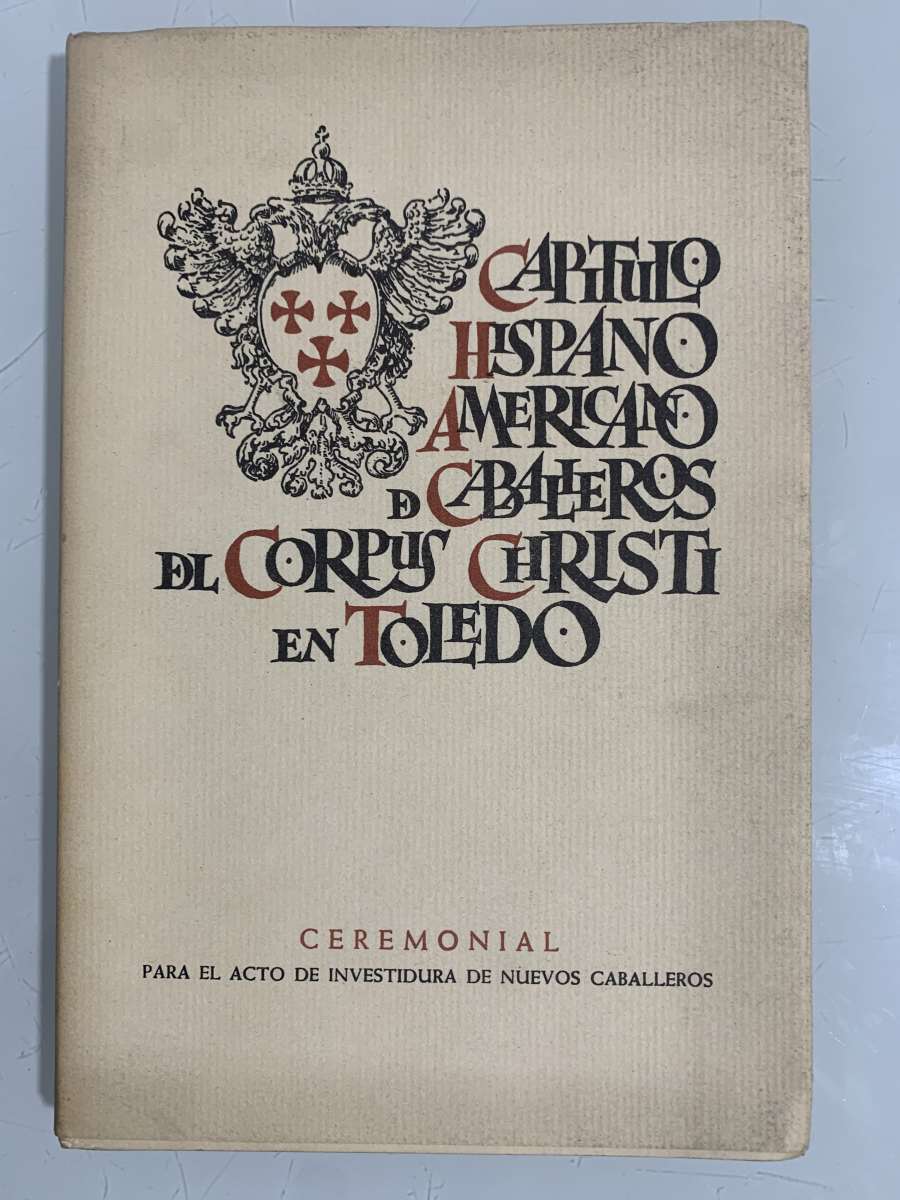 CAPITULO
HISPANO
AMERICANO
DE CABALLEROS
DEL CORPUS CHRISTI
EN TOLEDO
CEREMONIAL
PARA EL ACTO DE INVESTIDURA DE NUEVOS CABALLEROS